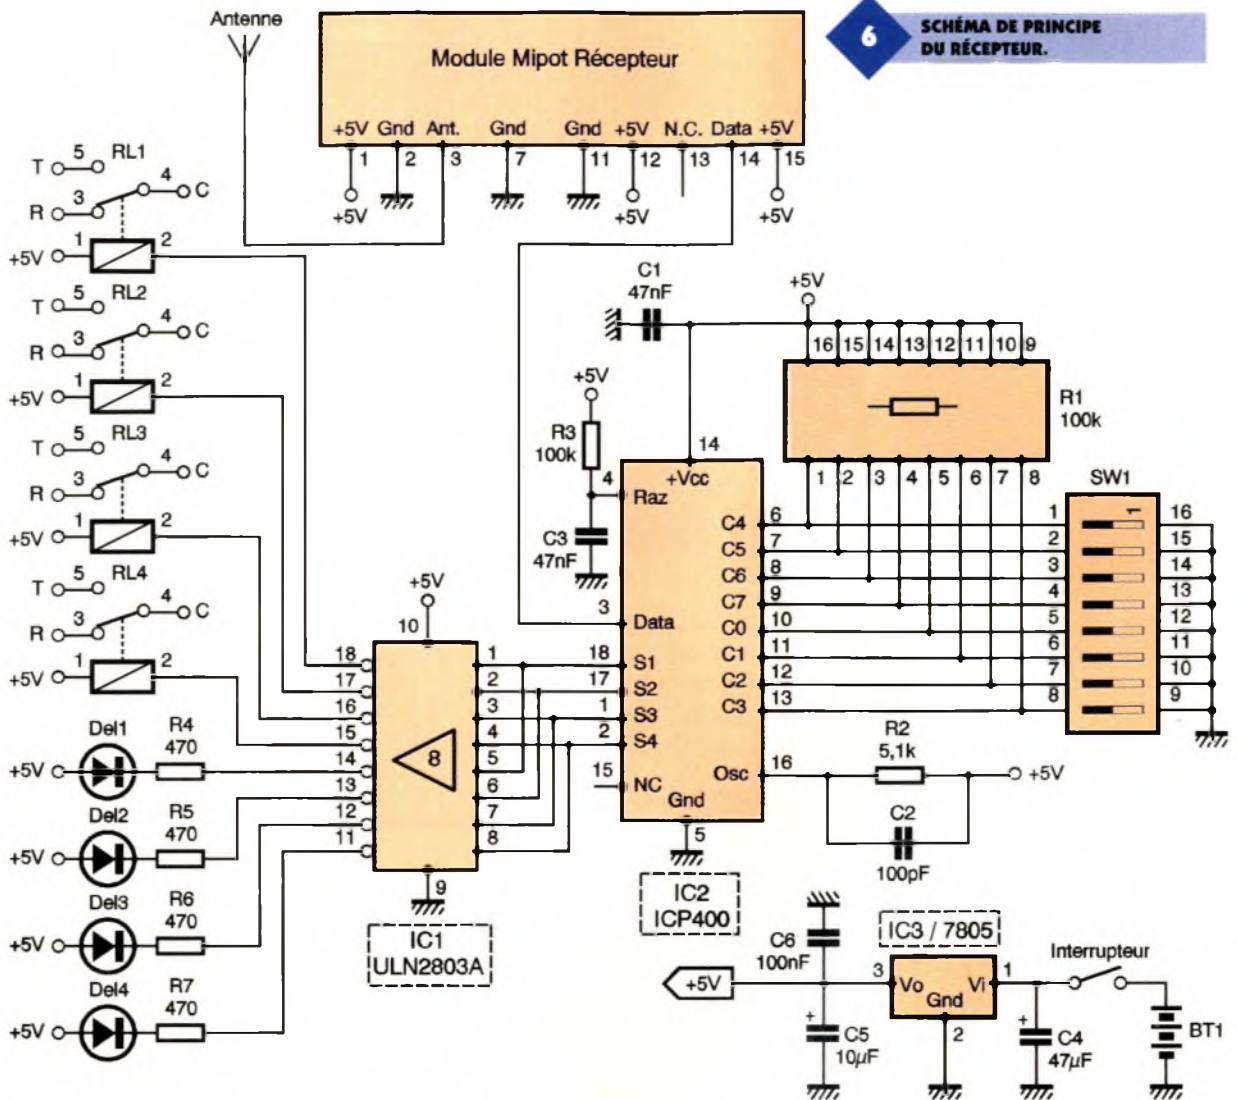 Antenne
Module Mipot Récepteur
+5V Gnd Ant. Gnd Gnd +5V N.C. Data +5V
1 2 3 7 11 12 13 14 15
+5V +5V +5V
6
SCHÉMA DE PRINCIPE
DU RÉCEPTEUR.
T 5 RL1
R 3 4 C
+5V 1 2
T 5 RL2
R 3 4 C
+5V 1 2
T 5 RL3
R 3 4 C
+5V 1 2
T 5 RL4
R 3 4 C
+5V 1 2
Del1 R4
470
+5V
Del2 R5
470
+5V
Del3 R6
470
+5V
Del4 R7
470
+5V
+5V
10
18 1
17 2
16 3
15 4
14 5
13 6
12 7
11 8
8
9
IC1
ULN2803A
C1
47nF
+5V
R3
100k
C3
47nF
14
+Vcc
4 Raz
3 Data
18 S1
17 S2
1 S3
2 S4
15 NC
C4 6
C5 7
C6 8
C7 9
C0 10
C1 11
C2 12
C3 13
Osc 16
Gnd
5
IC2
ICP400
+5V
16 15 14 13 12 11 10 9
R1
100k
1 2 3 4 5 6 7 8
SW1
1
1 16
2 15
3 14
4 13
5 12
6 11
7 10
8 9
R2
5,1k
+5V
C2
100pF
C6
100nF
+5V
C5
+
10µF
IC3 / 7805
3 Vo Vi 1
Gnd
2
Interrupteur
+
C4
47µF
BT1